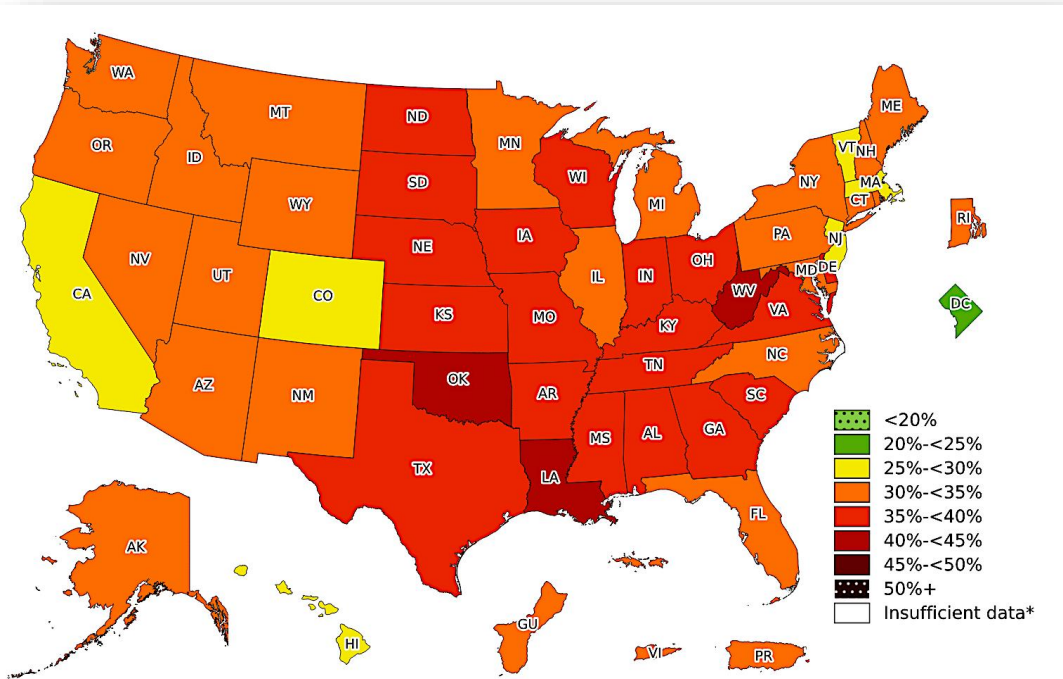 WA
MT
ND
ME
OR
ID
MN
VT
NH
SD
WI
NY
MA
WY
MI
CT
RI
IA
PA
NJ
NE
NV
UT
IL
IN
OH
MD
DE
CA
CO
WV
DC
KS
MO
KY
VA
NC
TN
AZ
NM
OK
AR
SC
MS
AL
GA
TX
LA
FL
AK
GU
HI
VI
PR
<20%
20%-<25%
25%-<30%
30%-<35%
35%-<40%
40%-<45%
45%-<50%
50%+
Insufficient data*